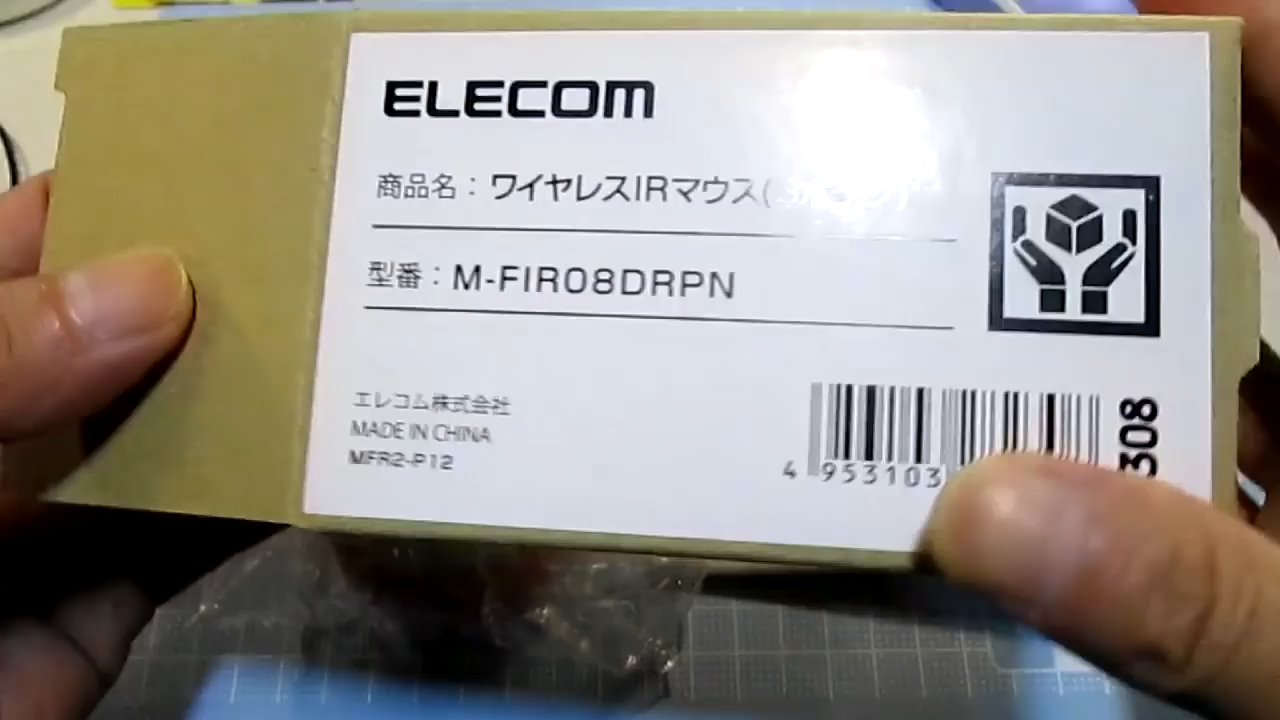 ELECOM
商品名：ワイヤレスIRマウス(
型番：M-FIR08DRPN
エレコム株式会社
MADE IN CHINA
MFR2-P12
4 953103
308